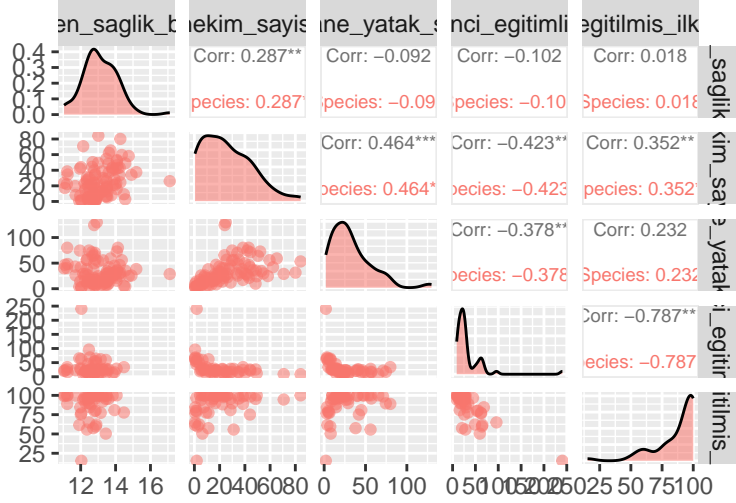 en_saglik_b
nekim_sayis
ane_yatak_s
nci_egitimli
egitilmis_ilk
0.4
0.3
0.2
0.1
0.0
Corr: 0.287**
pecies: 0.287*
Corr: −0.092
Species: −0.09
Corr: −0.102
pecies: −0.10
Corr: 0.018
Species: 0.018
_saglik
80
60
40
20
0
Corr: 0.464***
pecies: 0.464*
Corr: −0.423**
pecies: −0.423
Corr: 0.352**
pecies: 0.352*
kim_say
100
50
0
Corr: −0.378**
pecies: −0.378
Corr: 0.232
Species: 0.232
e_yatak
250
200
150
100
50
0
Corr: −0.787**
ecies: −0.787
i_egitin
100
75
50
25
itilmis_
12 14 16
0 20 40 60 80
0 50 100
0 50 100 150 200 250
25 50 75 100